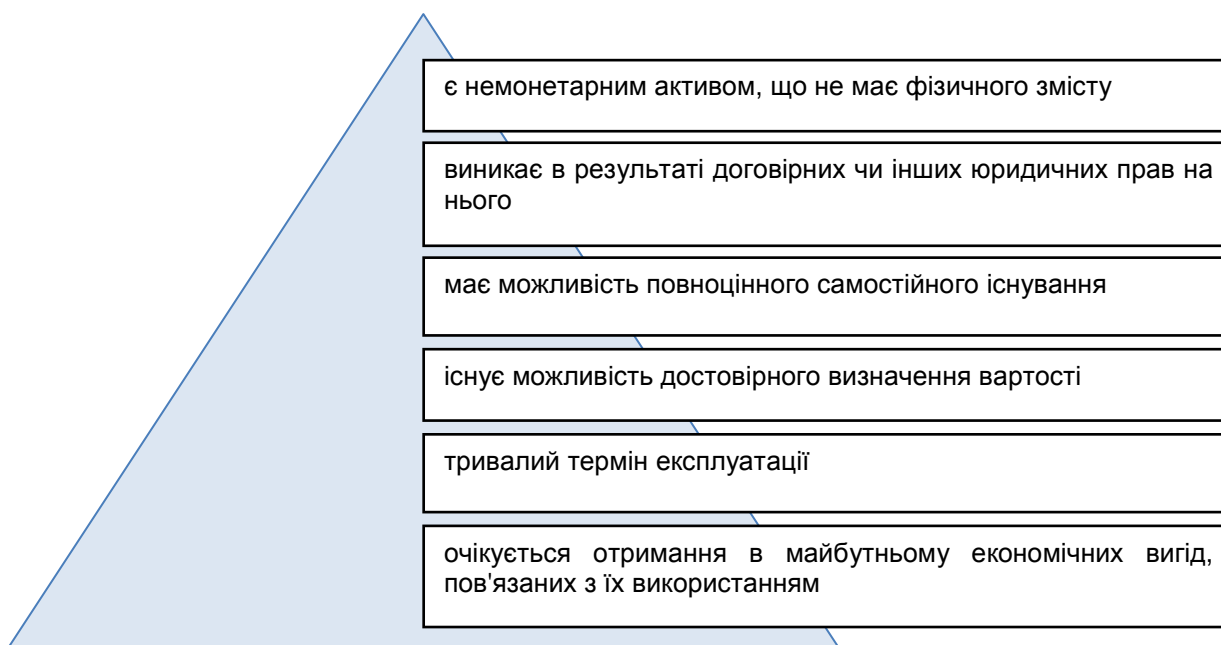 є немонетарним активом, що не має фізичного змісту
виникає в результаті договірних чи інших юридичних прав на
нього
має можливість повноцінного самостійного існування
існує можливість достовірного визначення вартості
тривалий термін експлуатації
очікується отримання в майбутньому економічних вигід,
пов'язаних з їх використанням